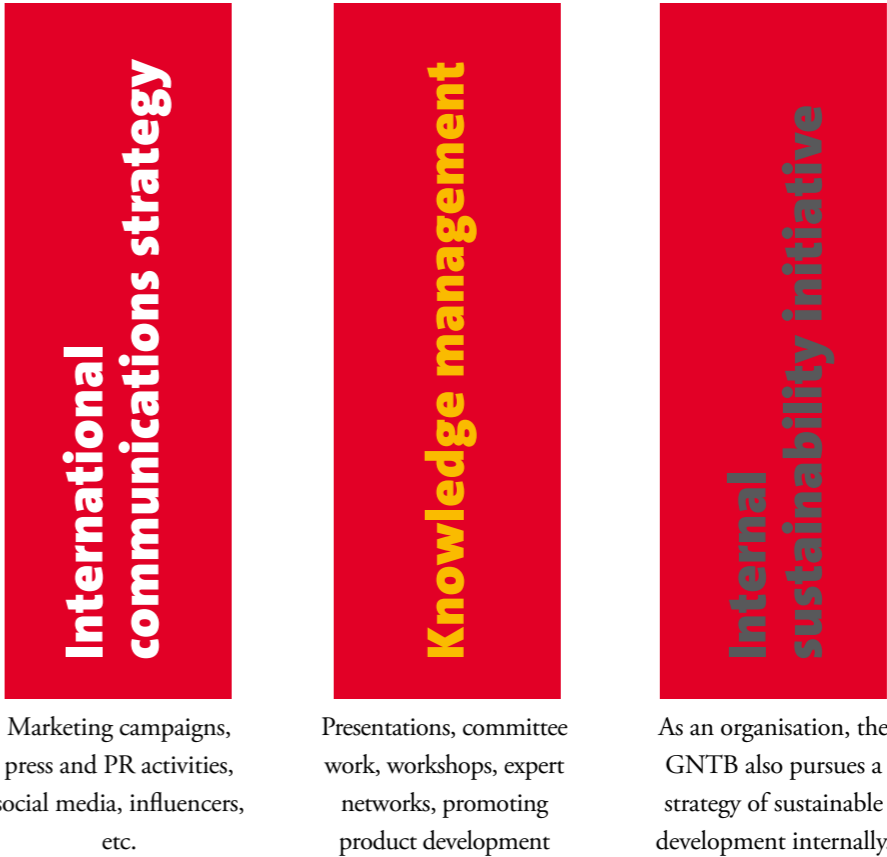 International
communications strategy
Marketing campaigns,
press and PR activities,
social media, influencers,
etc.
Knowledge management
Presentations, committee
work, workshops, expert
networks, promoting
product development
Internal
sustainability initiative
As an organisation, the
GNTB also pursues a
strategy of sustainable
development internally.